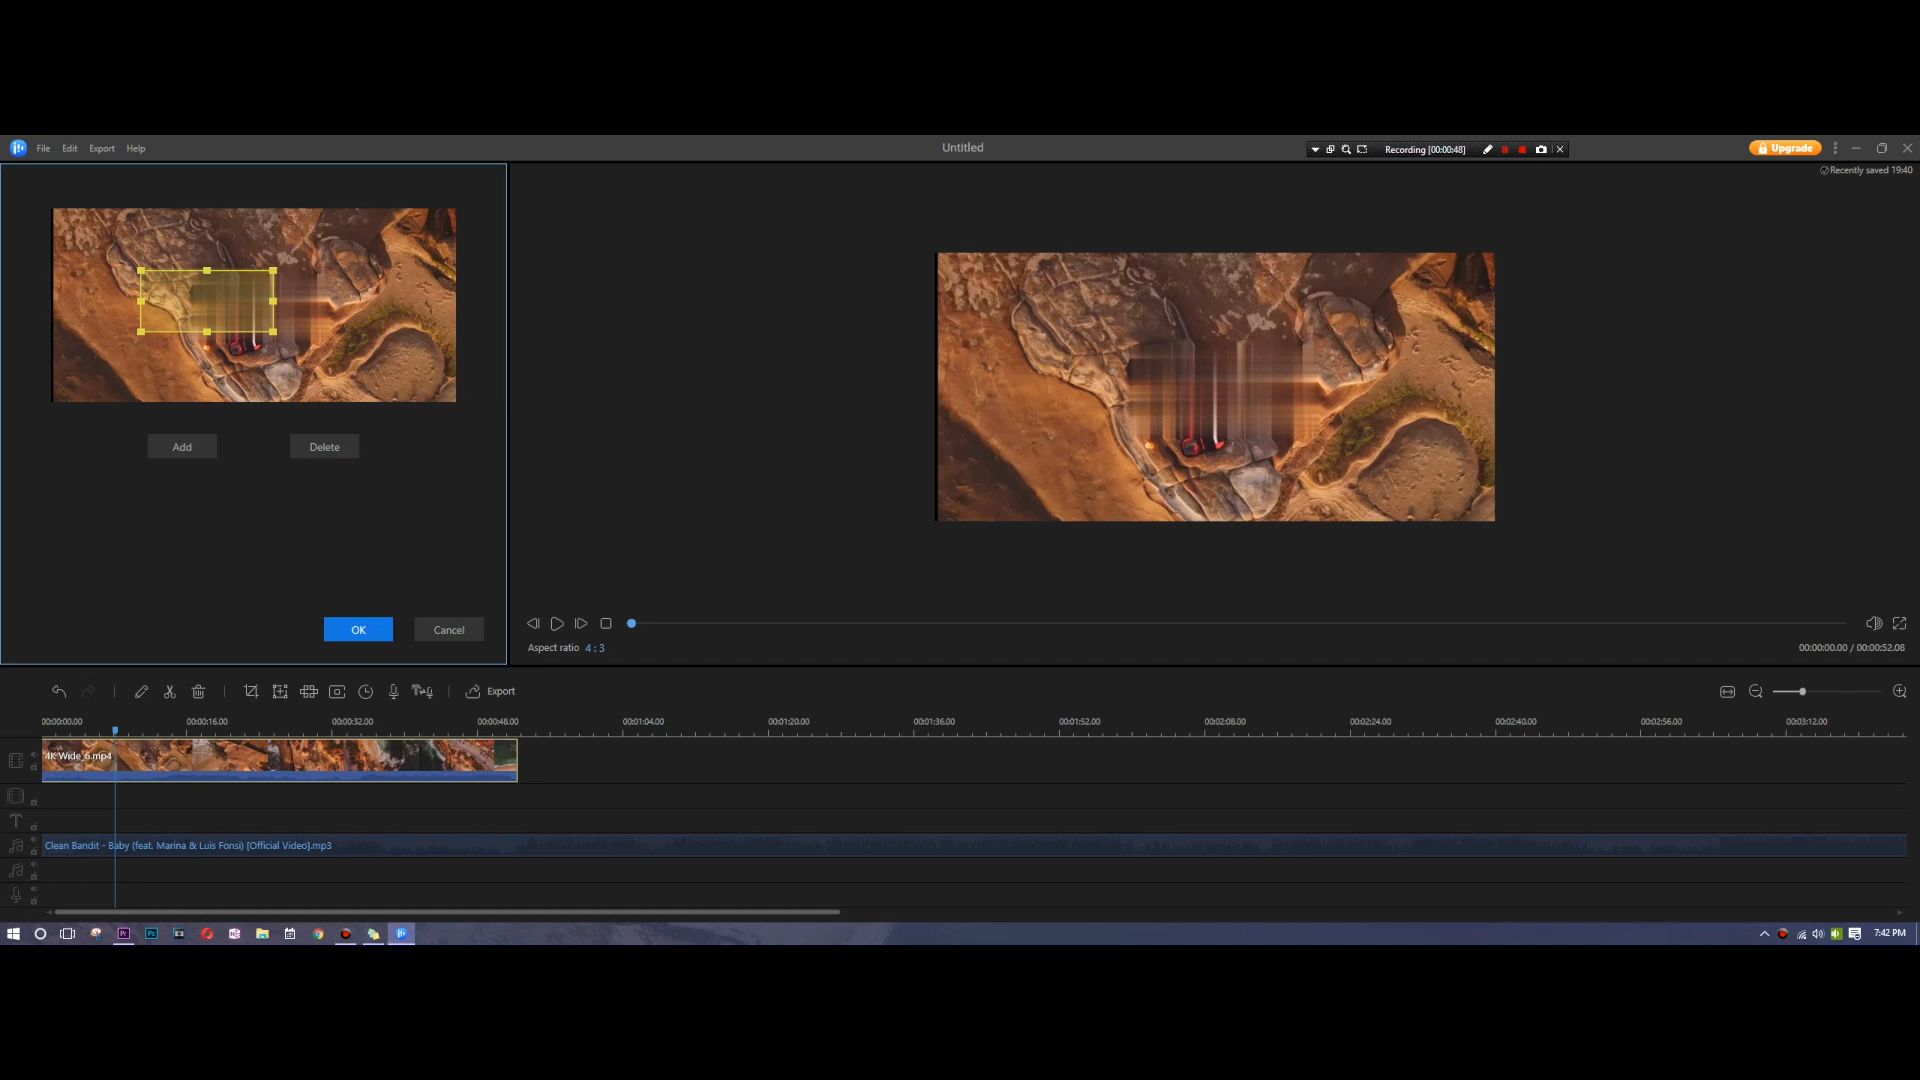 File Edit Export Help
Untitled
Recording [00:00:48]
Upgrade
Recently saved 19:40
Add
Delete
OK
Cancel
Aspect ratio 4 : 3
00:00:00.00 / 00:00:52.08
Export
00:00:00.00 00:00:16.00 00:00:32.00 00:00:48.00 00:01:04.00 00:01:20.00 00:01:36.00 00:01:52.00 00:02:08.00 00:02:24.00 00:02:40.00 00:02:56.00 00:03:12.00
4K Wide_6.mp4
T
Clean Bandit - Baby (feat. Marina & Luis Fonsi) [Official Video].mp3
Pr Ps
7:42 PM